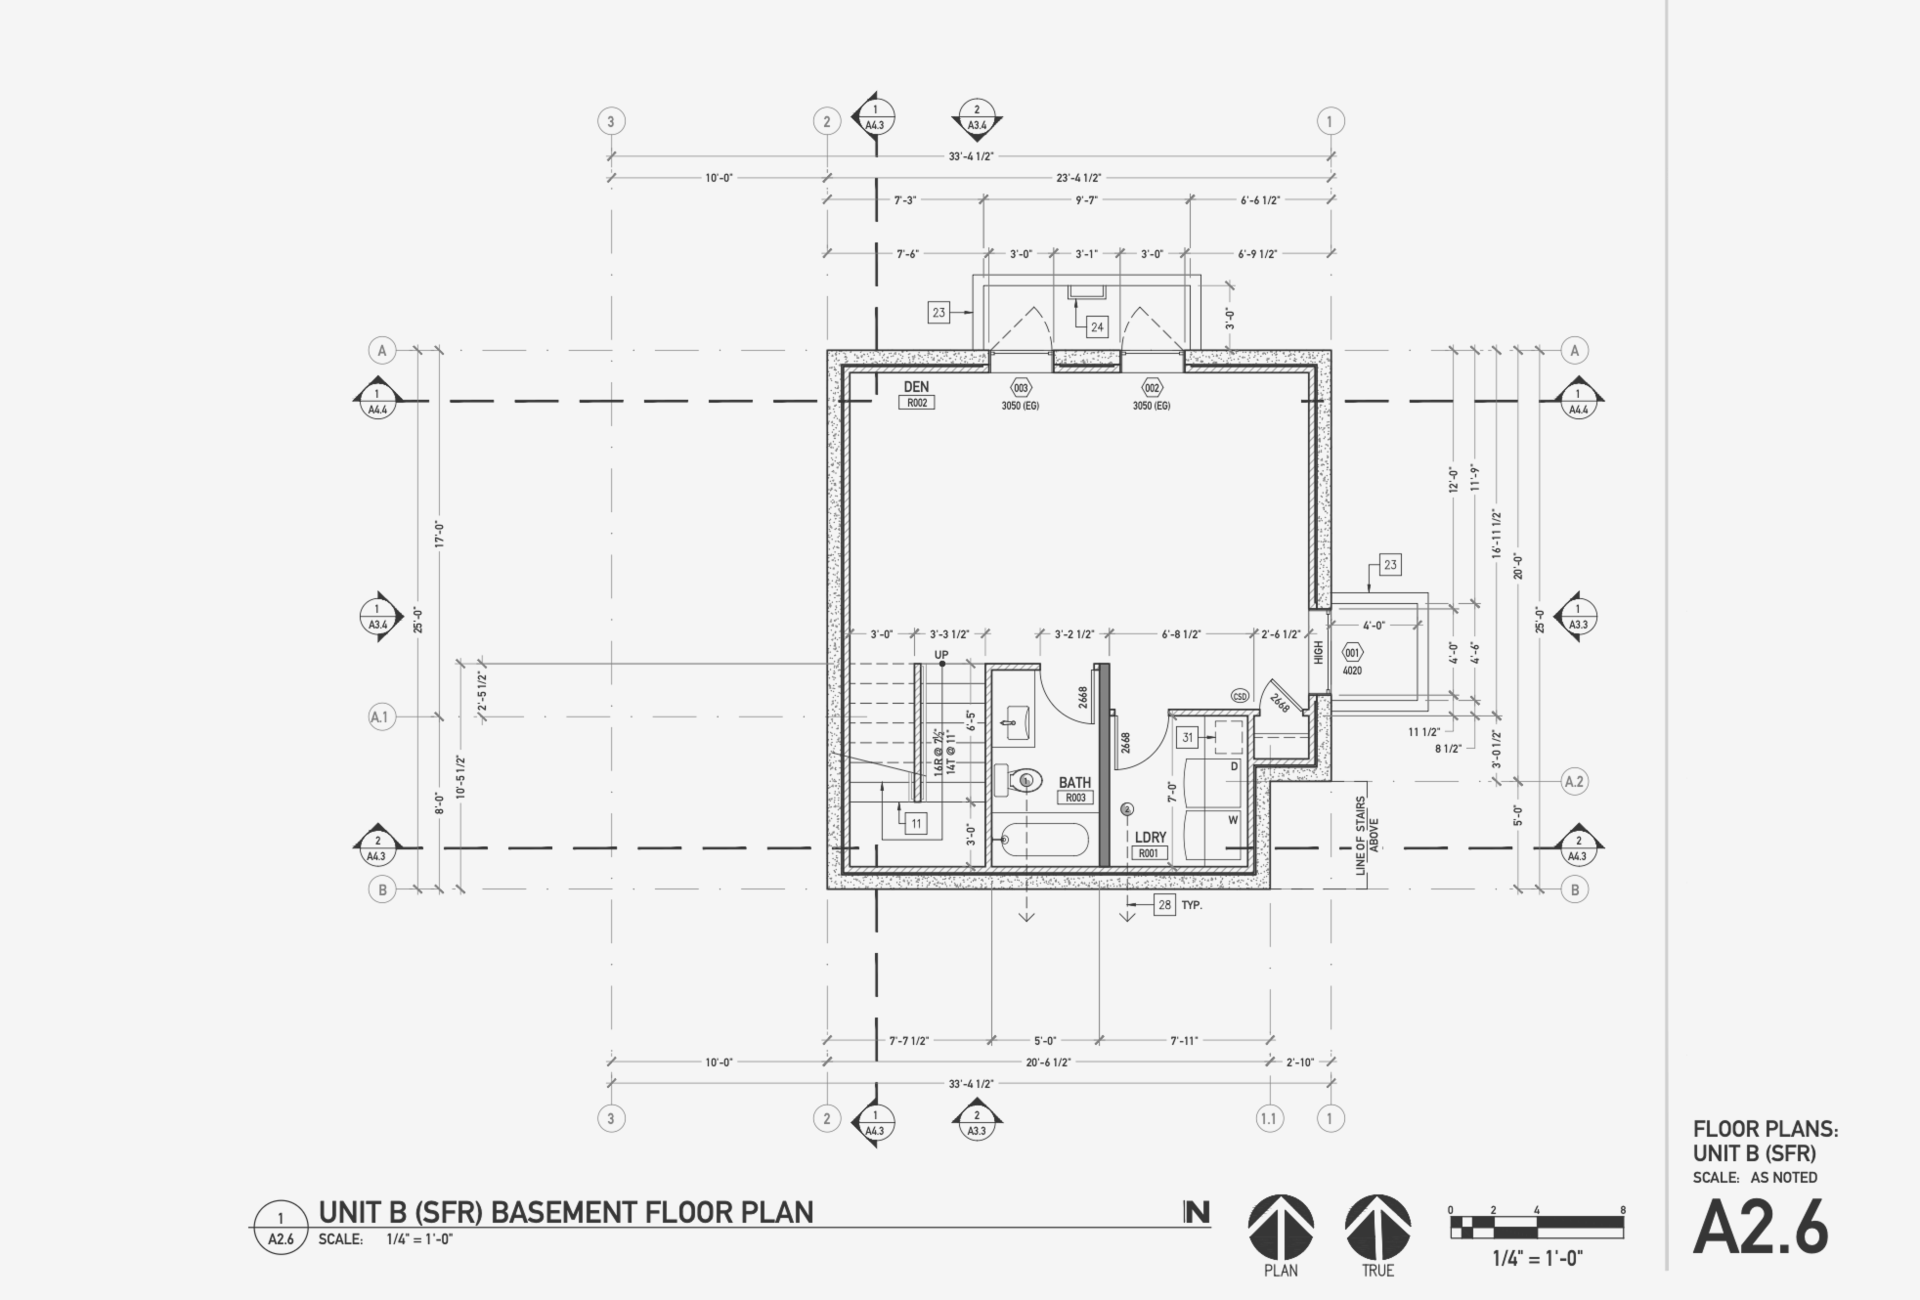 3
2
1
A4.3
2
A3.4
1
33'-4 1/2"
10'-0"
23'-4 1/2"
7'-3"
9'-7"
6'-6 1/2"
7'-6"
3'-0"
3'-1"
3'-0"
6'-9 1/2"
23
24
3'-0"
A
A
1
A4.4
1
A4.4
DEN
R002
003
3050 (EG)
002
3050 (EG)
12'-0"
11'-9"
16'-11 1/2"
20'-0"
25'-0"
17'-0"
25'-0"
23
1
A3.4
1
A3.3
3'-0"
3'-3 1/2"
3'-2 1/2"
6'-8 1/2"
2'-6 1/2"
4'-0"
HIGH
001
4020
4'-0"
4'-6"
UP
2'-5 1/2"
2668
CSD
2668
A.1
6'-5"
16R @ 7½"
14T @ 11"
2668
31
11 1/2"
8 1/2"
3'-0 1/2"
10'-5 1/2"
D
A.2
BATH
R003
7'-0"
8'-0"
5'-0"
11
3'-0"
W
LDRY
R001
LINE OF STAIRS
ABOVE
2
A4.3
2
A4.3
B
B
28
TYP.
7'-7 1/2"
5'-0"
7'-11"
10'-0"
20'-6 1/2"
2'-10"
33'-4 1/2"
3
2
1
A4.3
2
A3.3
1.1
1
FLOOR PLANS:
UNIT B (SFR)
SCALE: AS NOTED
A2.6
1
A2.6
UNIT B (SFR) BASEMENT FLOOR PLAN
SCALE: 1/4" = 1'-0"
N
PLAN
TRUE
0 2 4 8
1/4" = 1'-0"